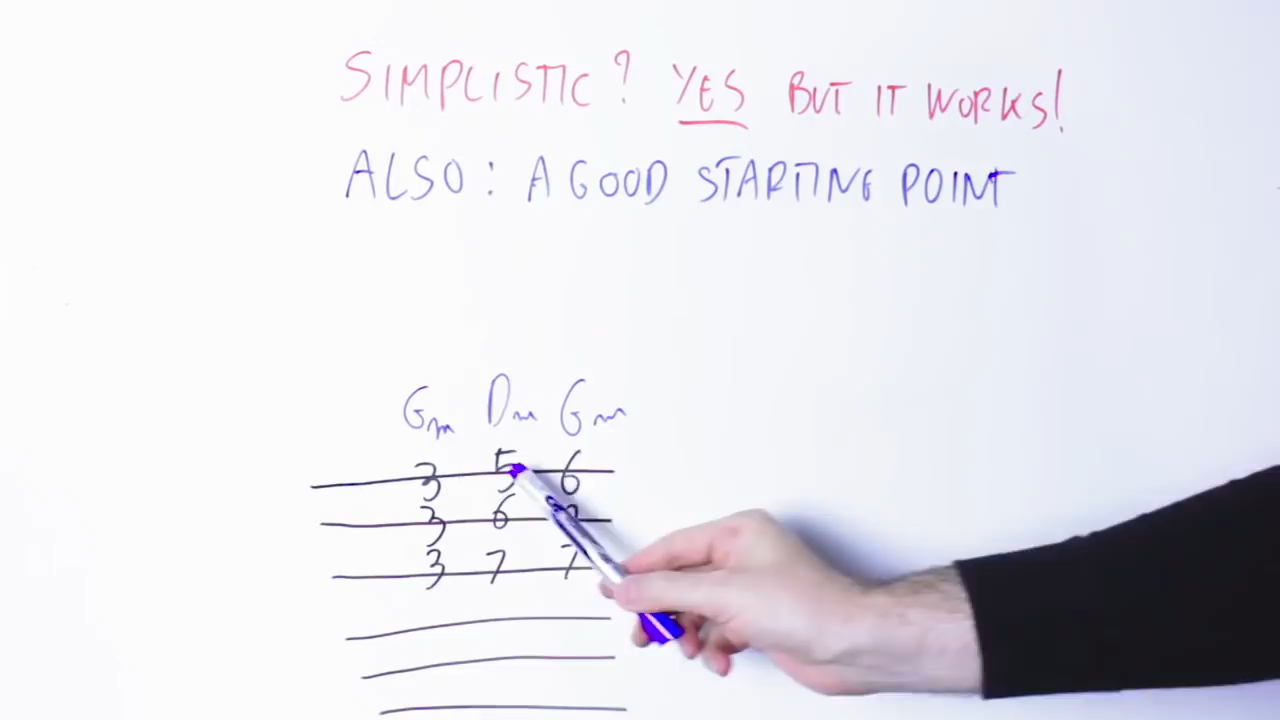 SIMPLISTIC? YES BUT IT WORKS!
ALSO: A GOOD STARTING POINT
Gm Dm Gm
3 5 6
3 6
3 7 7